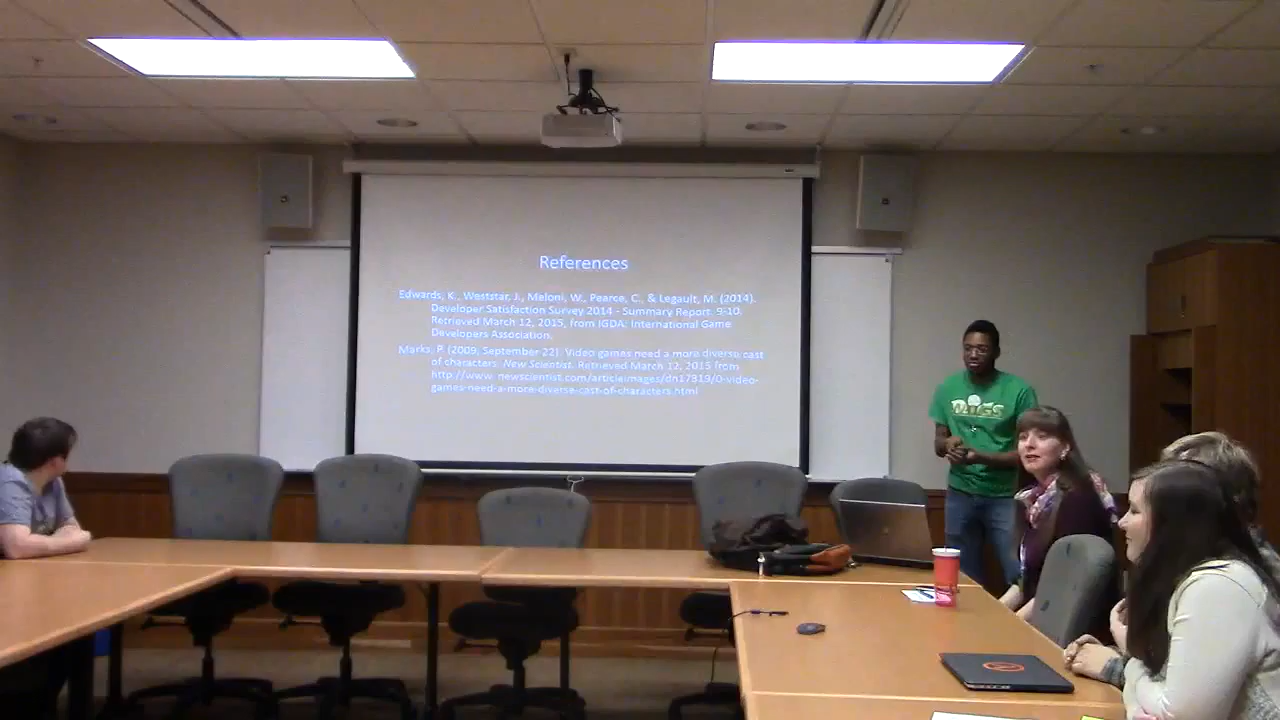 References
Edwards, K., Weststar, J., Meloni, W., Pearce, C., & Legault, M. (2014).
Developer Satisfaction Survey 2014 - Summary Report. 9-10.
Retrieved March 12, 2015, from IGDA: International Game
Developers Association.
Marks, P. (2009, September 22). Video games need a more diverse cast
of characters. New Scientist. Retrieved March 12, 2015 from
http://www.newscientist.com/articleimages/dn17819/0-video-
games-need-a-more-diverse-cast-of-characters.html